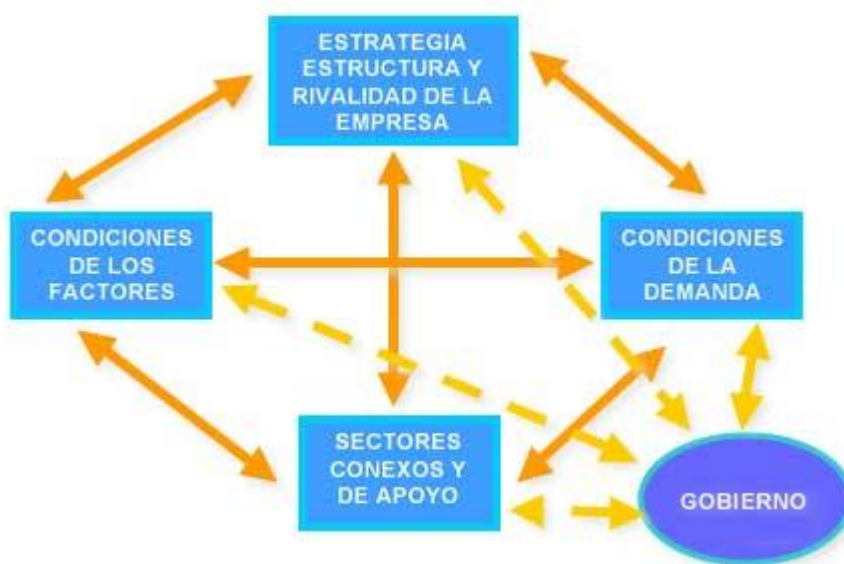 ESTRATEGIA
ESTRUCTURA Y
RIVALIDAD DE LA
EMPRESA
CONDICIONES
DE LOS
FACTORES
CONDICIONES
DE LA
DEMANDA
SECTORES
CONEXOS Y
DE APOYO
GOBIERNO